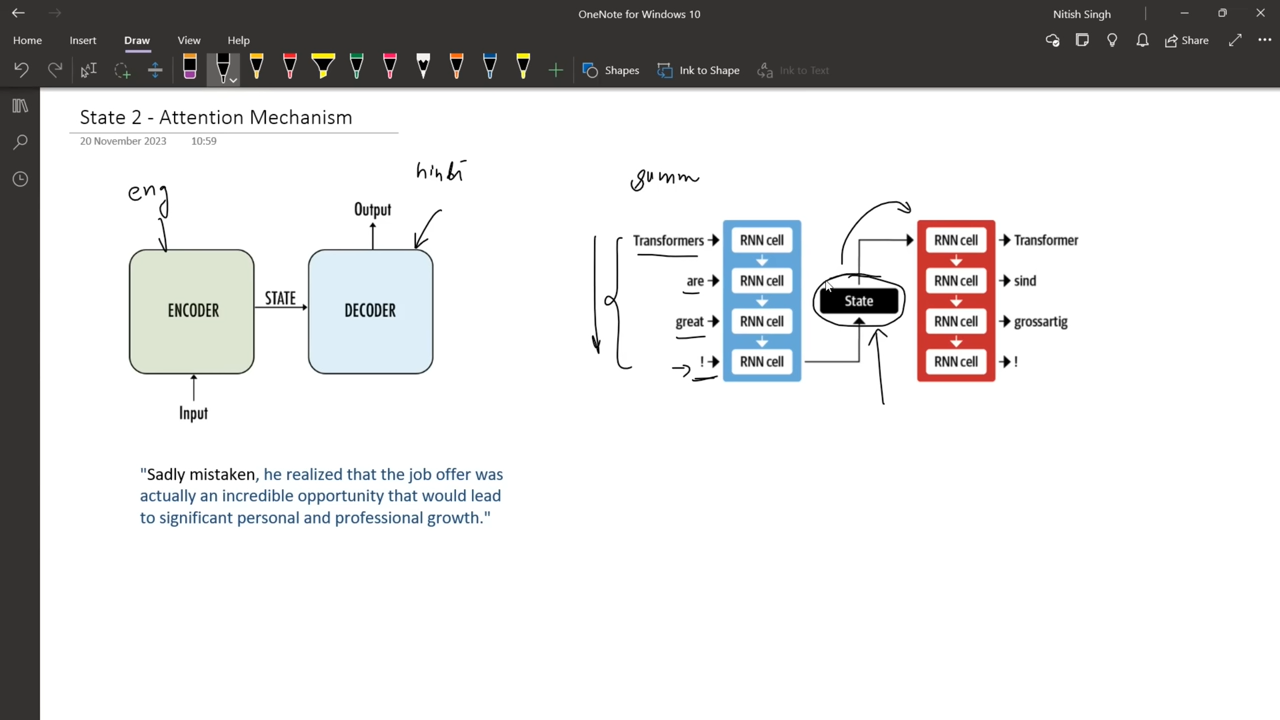 OneNote for Windows 10
Nitish Singh
Home Insert Draw View Help
Share
Shapes
Ink to Shape
Ink to Text
State 2 - Attention Mechanism
20 November 2023 10:59
eng
hindi
summ
Output
ENCODER
STATE
DECODER
Input
Transformers RNN cell RNN cell Transformer
are RNN cell RNN cell sind
State
great RNN cell RNN cell grossartig
! RNN cell RNN cell !
"Sadly mistaken, he realized that the job offer was
actually an incredible opportunity that would lead
to significant personal and professional growth."